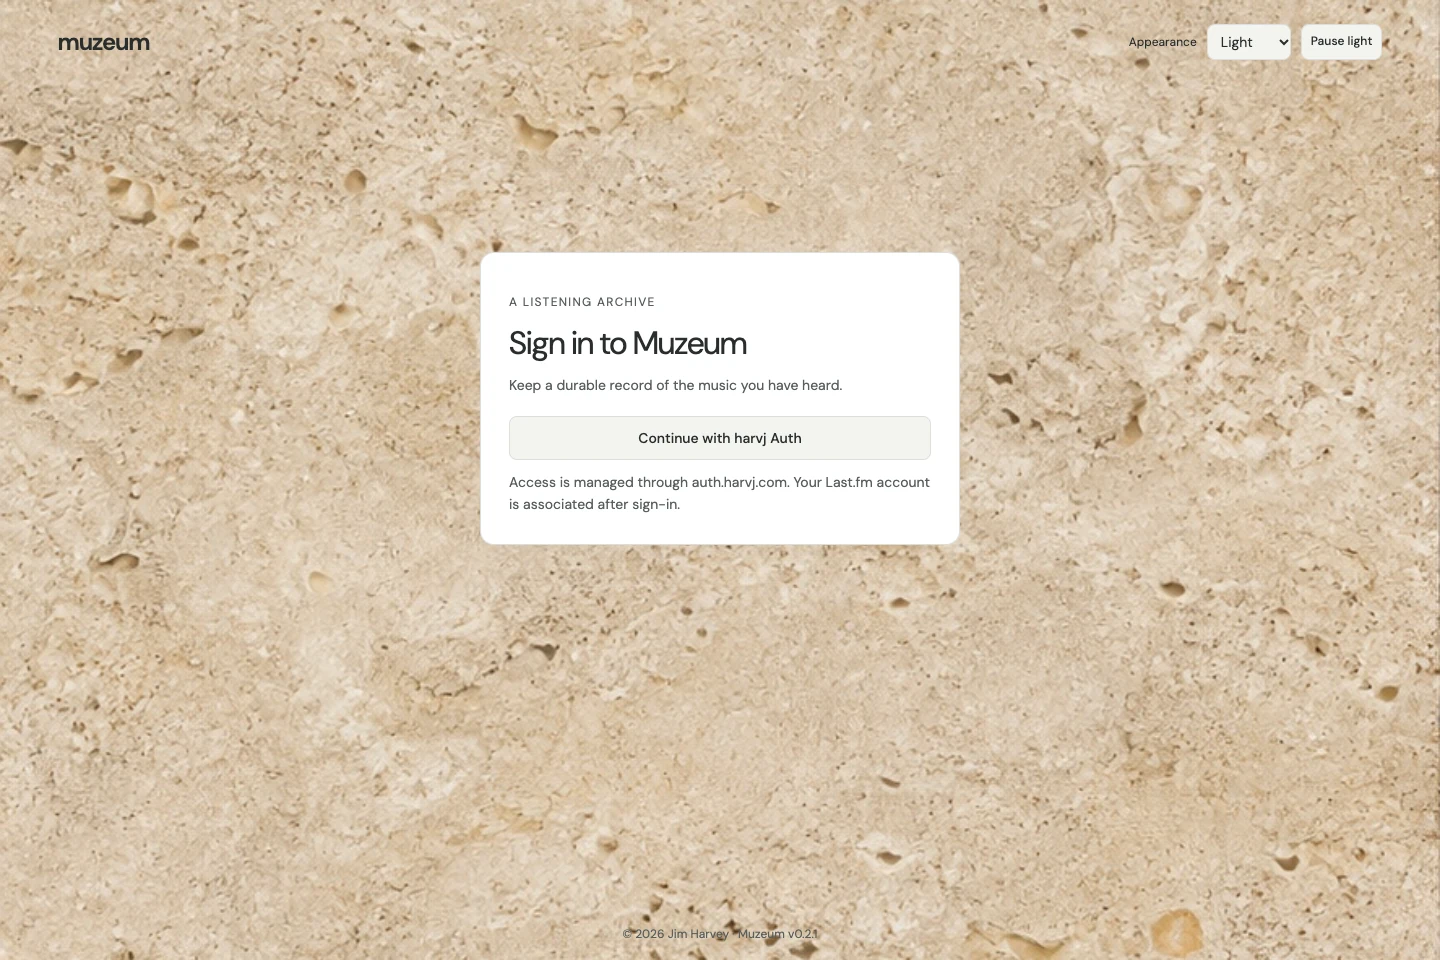 muzeum
Appearance
Light
Pause light
A LISTENING ARCHIVE
Sign in to Muzeum
Keep a durable record of the music you have heard.
Continue with harvj Auth
Access is managed through auth.harvj.com. Your Last.fm account
is associated after sign-in.
© 2026 Jim Harvey · Muzeum v0.2.1